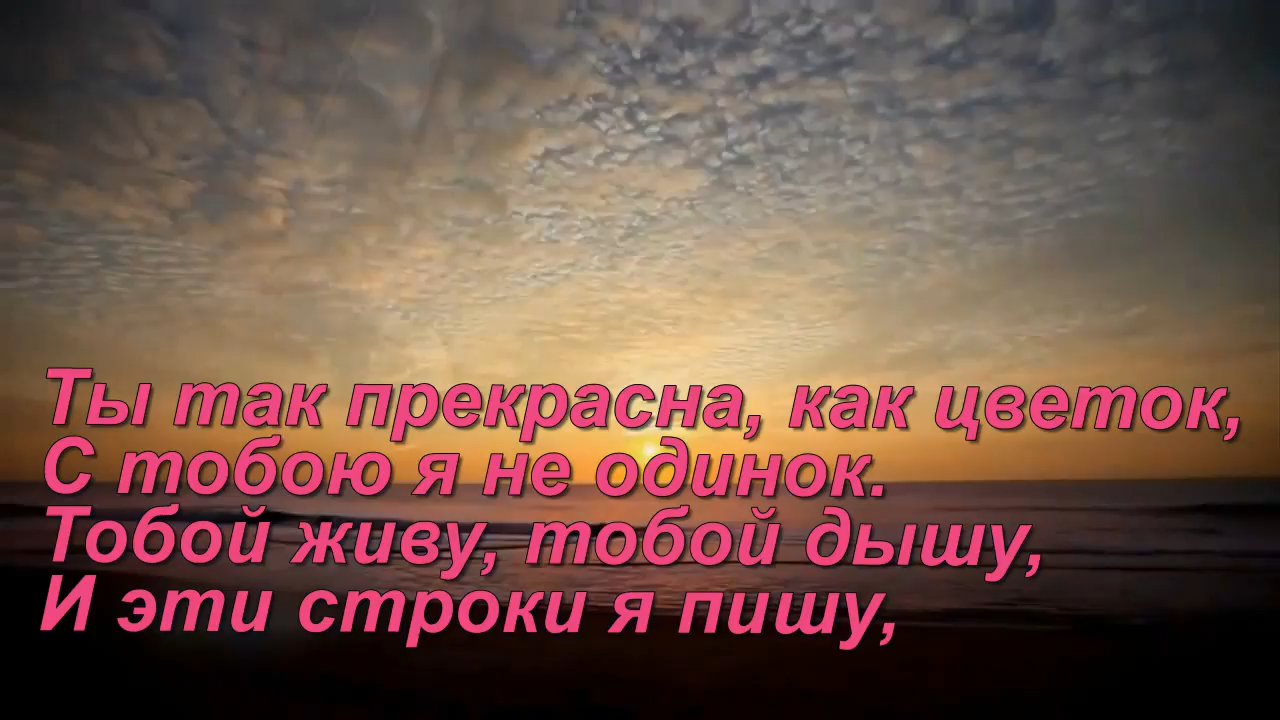 Ты так прекрасна, как цветок,
С тобою я не одинок.
Тобой живу, тобой дышу,
И эти строки я пишу,